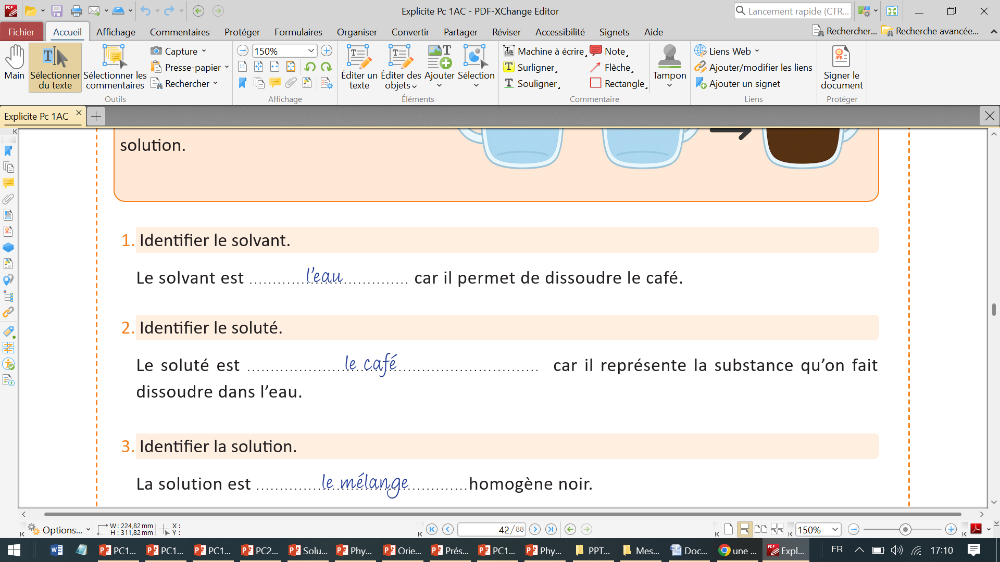 Explicite Pc 1AC - PDF-XChange Editor
Lancement rapide (CTR...
Fichier
Accueil
Affichage
Commentaires
Protéger
Formulaires
Organiser
Convertir
Partager
Réviser
Accessibilité
Signets
Aide
Rechercher...
Recherche avancée...
Main
Sélectionner du texte
Sélectionner les commentaires
Capture
Presse-papier
Rechercher
Outils
150%
Affichage
Éditer un texte
Éditer des objets
Ajouter
Sélection
Éléments
Machine à écrire
Surligner
Souligner
Note
Flèche
Rectangle
Tampon
Commentaire
Liens Web
Ajouter/modifier les liens
Ajouter un signet
Liens
Signer le document
Protéger
Explicite Pc 1AC
solution.
1. Identifier le solvant.
Le solvant est .......... l'eau .......... car il permet de dissoudre le café.
2. Identifier le soluté.
Le soluté est .......... le café .......... car il représente la substance qu'on fait
dissoudre dans l'eau.
3. Identifier la solution.
La solution est .......... le mélange .......... homogène noir.
Options...
W : 224,82 mm
H : 311,82 mm
X :
Y :
42 / 88
150%
PC1...
PC1...
PC1...
PC2...
Solu...
Phy...
Orie...
Prés...
PC1...
Phy...
PPT...
Mes...
Doc...
une ...
Expl...
FR
17:10